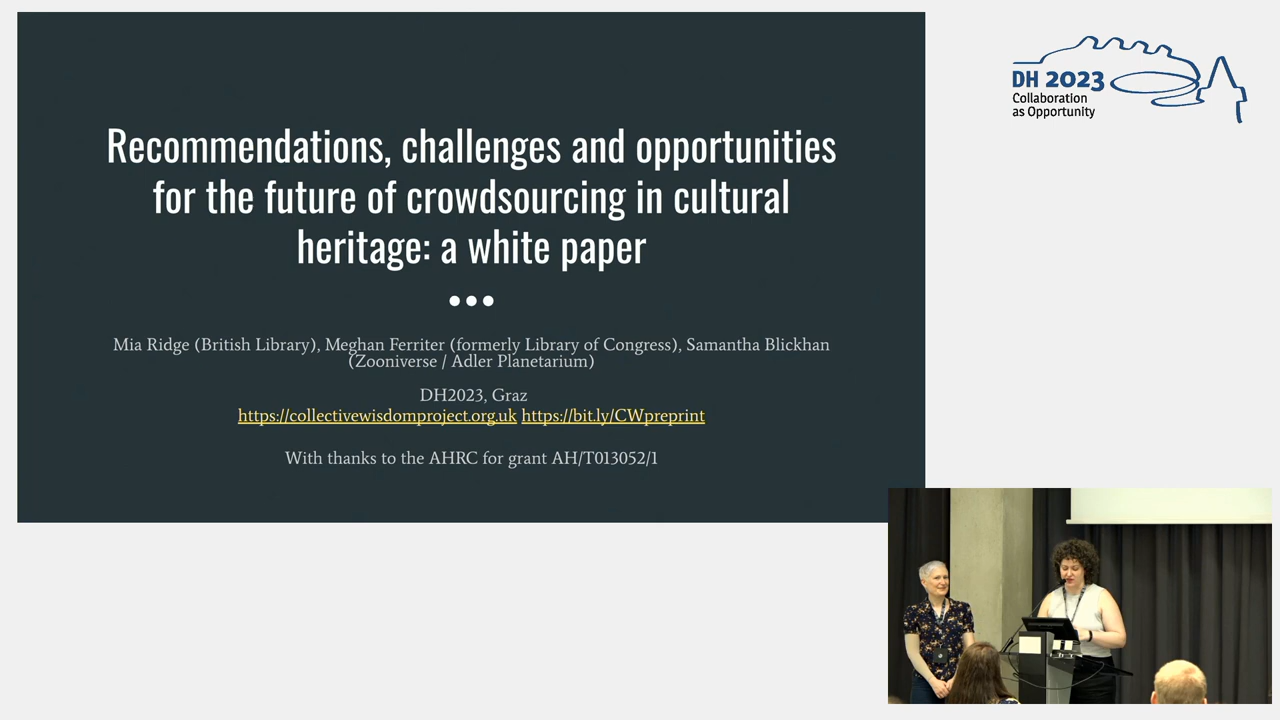 Recommendations, challenges and opportunities
for the future of crowdsourcing in cultural
heritage: a white paper
Mia Ridge (British Library), Meghan Ferriter (formerly Library of Congress), Samantha Blickhan
(Zooniverse / Adler Planetarium)
DH2023, Graz
https://collectivewisdomproject.org.uk https://bit.ly/CWpreprint
With thanks to the AHRC for grant AH/T013052/1
DH 2023
Collaboration
as Opportunity